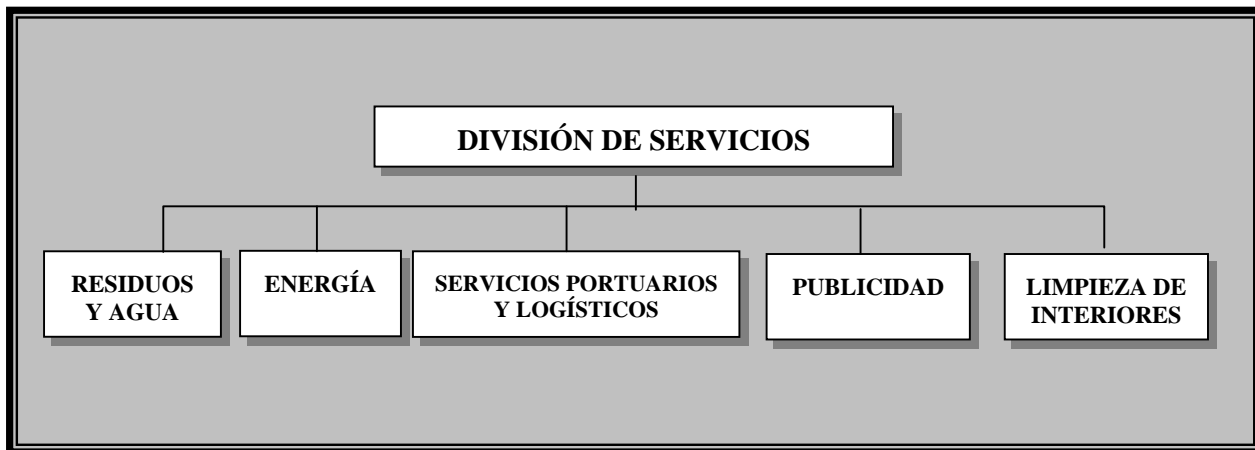 DIVISIÓN DE SERVICIOS
RESIDUOS
Y AGUA
ENERGÍA
SERVICIOS PORTUARIOS
Y LOGÍSTICOS
PUBLICIDAD
LIMPIEZA DE
INTERIORES